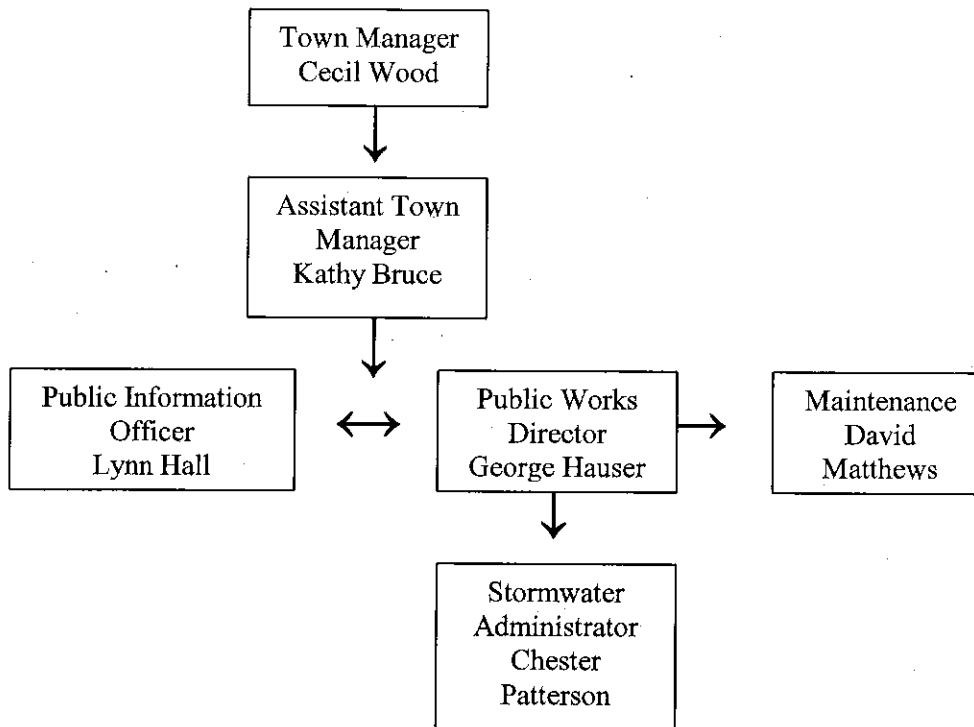 Town Manager
Cecil Wood
Assistant Town
Manager
Kathy Bruce
Public Information
Officer
Lynn Hall
Public Works
Director
George Hauser
Maintenance
David
Matthews
Stormwater
Administrator
Chester
Patterson